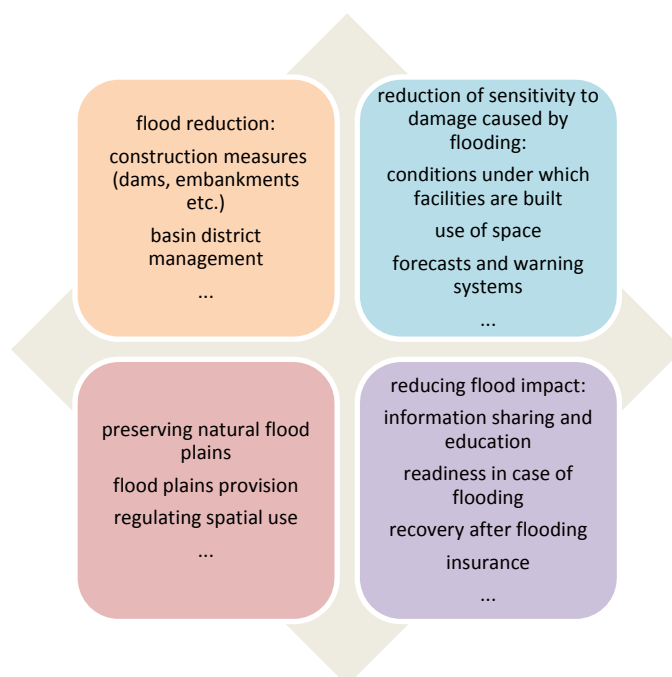 flood reduction:
construction measures
(dams, embankments
etc.)
basin district
management
...
reduction of sensitivity to
damage caused by
flooding:
conditions under which
facilities are built
use of space
forecasts and warning
systems
...
preserving natural flood
plains
flood plains provision
regulating spatial use
...
reducing flood impact:
information sharing and
education
readiness in case of
flooding
recovery after flooding
insurance
...